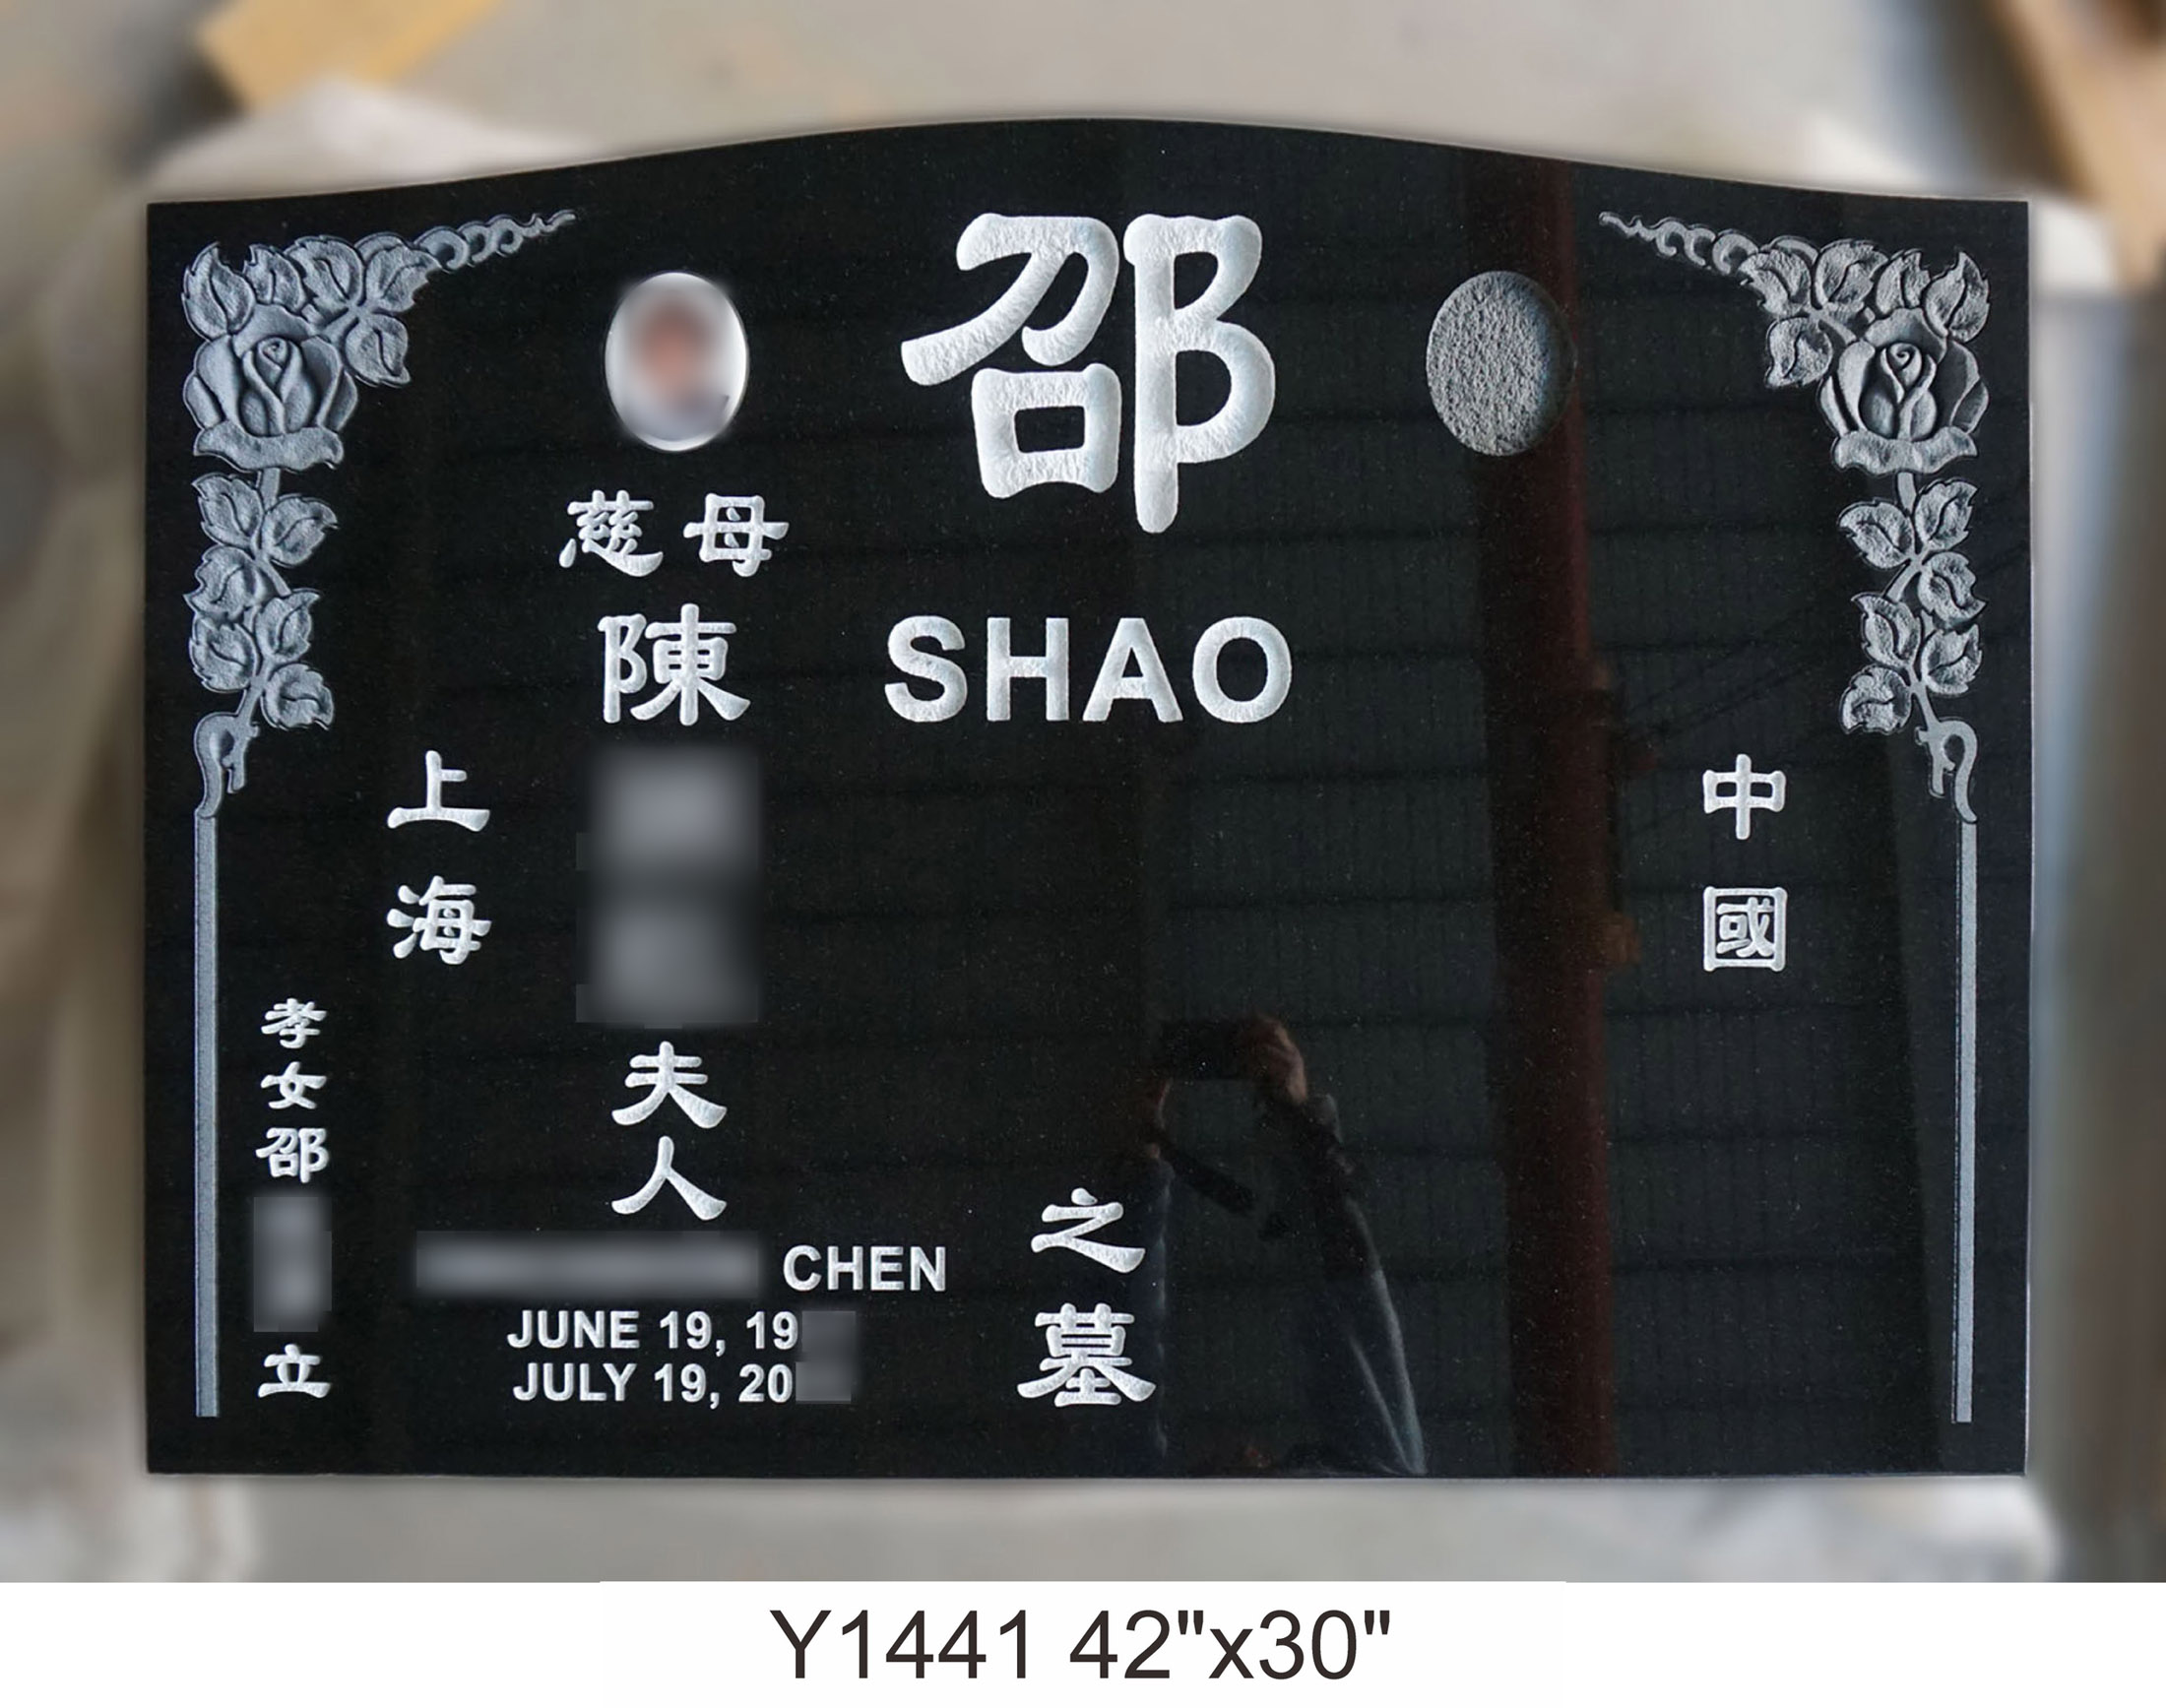 邵
慈母
陳
SHAO
上海
中國
夫人
孝女邵
立
CHEN
之墓
JUNE 19, 19
JULY 19, 20
Y1441 42"x30"